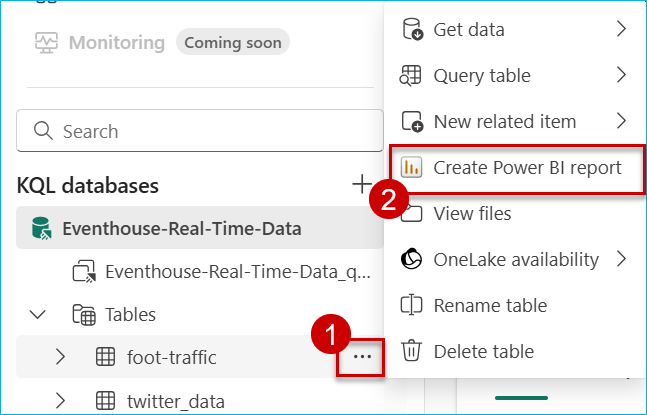 Monitoring Coming soon
Search
KQL databases
Eventhouse-Real-Time-Data
Eventhouse-Real-Time-Data_q...
Tables
1
foot-traffic
twitter_data
Get data
Query table
New related item
Create Power BI report
2
View files
OneLake availability
Rename table
Delete table